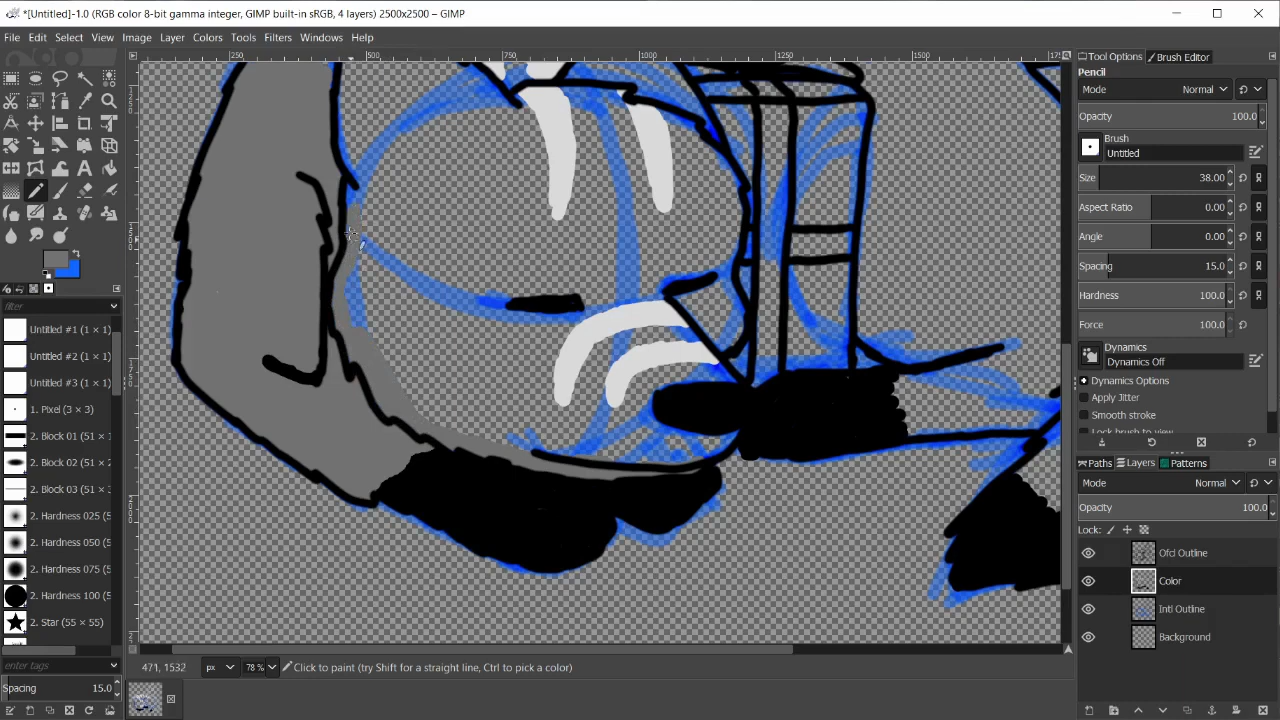 *[Untitled]-1.0 (RGB color 8-bit gamma integer, GIMP built-in sRGB, 4 layers) 2500x2500 – GIMP
File Edit Select View Image Layer Colors Tools Filters Windows Help
250 500 750 1000 1250 1500
Tool Options Brush Editor
Pencil
Mode Normal
Opacity 100.0
Brush
Untitled
Size 38.00
Aspect Ratio 0.00
Angle 0.00
Spacing 15.0
Hardness 100.0
Force 100.0
Dynamics
Dynamics Off
Dynamics Options
Apply Jitter
Smooth stroke
Lock brush to view
filter
Untitled #1 (1 × 1)
Untitled #2 (1 × 1)
Untitled #3 (1 × 1)
1. Pixel (3 × 3)
2. Block 01 (51 ×
2. Block 02 (51 ×
2. Block 03 (51 ×
2. Hardness 025 (5
2. Hardness 050 (5
2. Hardness 075 (5
2. Hardness 100 (5
2. Star (55 × 55)
enter tags
Spacing 15.0
Paths Layers Patterns
Mode Normal
Opacity 100.0
Lock:
Ofcl Outline
Color
Intl Outline
Background
471, 1532 px 78 % Click to paint (try Shift for a straight line, Ctrl to pick a color)